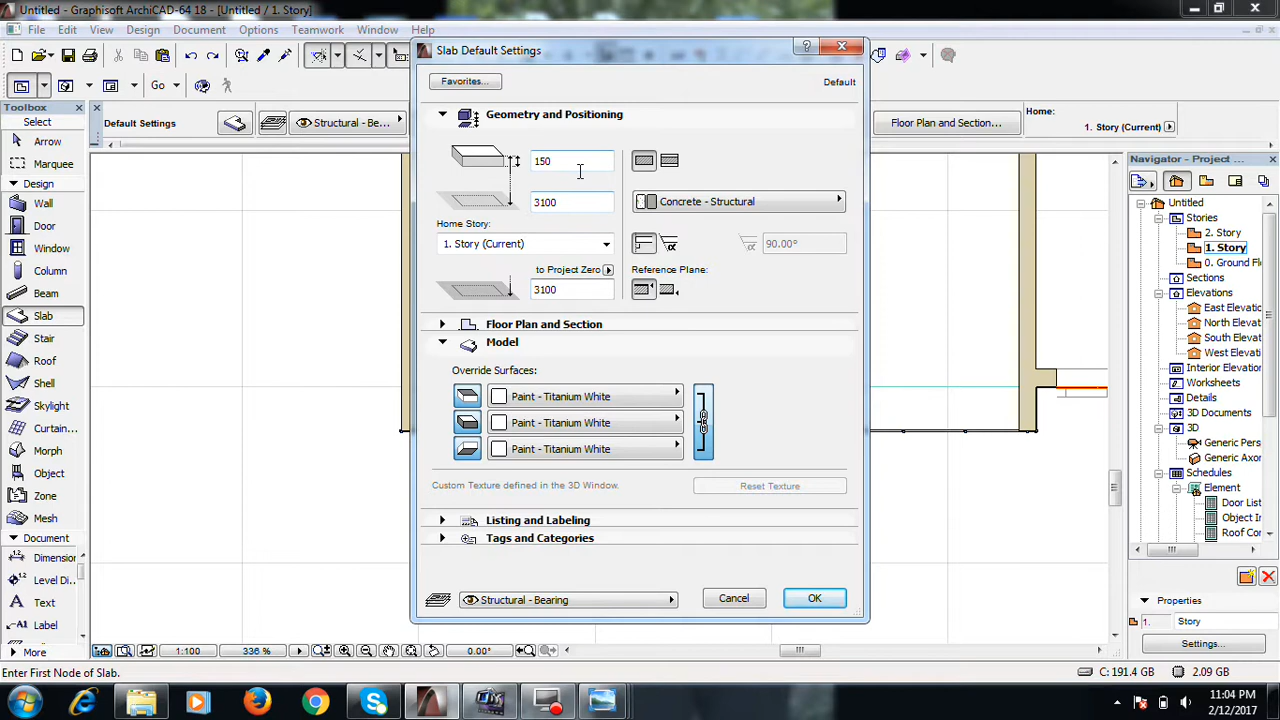 Untitled - Graphisoft ArchiCAD-64 18 - [Untitled / 1. Story]
File Edit View Design Document Options Teamwork Window Help
Slab Default Settings
Favorites...
Default
Go
Toolbox
Select
Arrow
Marquee
Design
Wall
Door
Window
Column
Beam
Slab
Stair
Roof
Shell
Skylight
Curtain...
Morph
Object
Zone
Mesh
Document
Dimension
Level Di...
Text
Label
More
Default Settings
Structural - Be...
Floor Plan and Section...
Home:
1. Story (Current)
Geometry and Positioning
150
3100
Concrete - Structural
Home Story:
1. Story (Current)
90.00°
to Project Zero
Reference Plane:
3100
Floor Plan and Section
Model
Override Surfaces:
Paint - Titanium White
Paint - Titanium White
Paint - Titanium White
Custom Texture defined in the 3D Window.
Reset Texture
Listing and Labeling
Tags and Categories
Structural - Bearing
Cancel
OK
Navigator - Project ...
Untitled
Stories
2. Story
1. Story
0. Ground Fl
Sections
Elevations
East Elevat
North Elevat
South Elevat
West Elevat
Interior Elevation
Worksheets
Details
3D Documents
3D
Generic Pers
Generic Axon
Schedules
Element
Door List
Object In
Roof Cor
Properties
1.
Story
Settings...
1:100
336 %
0.00°
Enter First Node of Slab.
C: 191.4 GB
2.09 GB
11:04 PM
2/12/2017